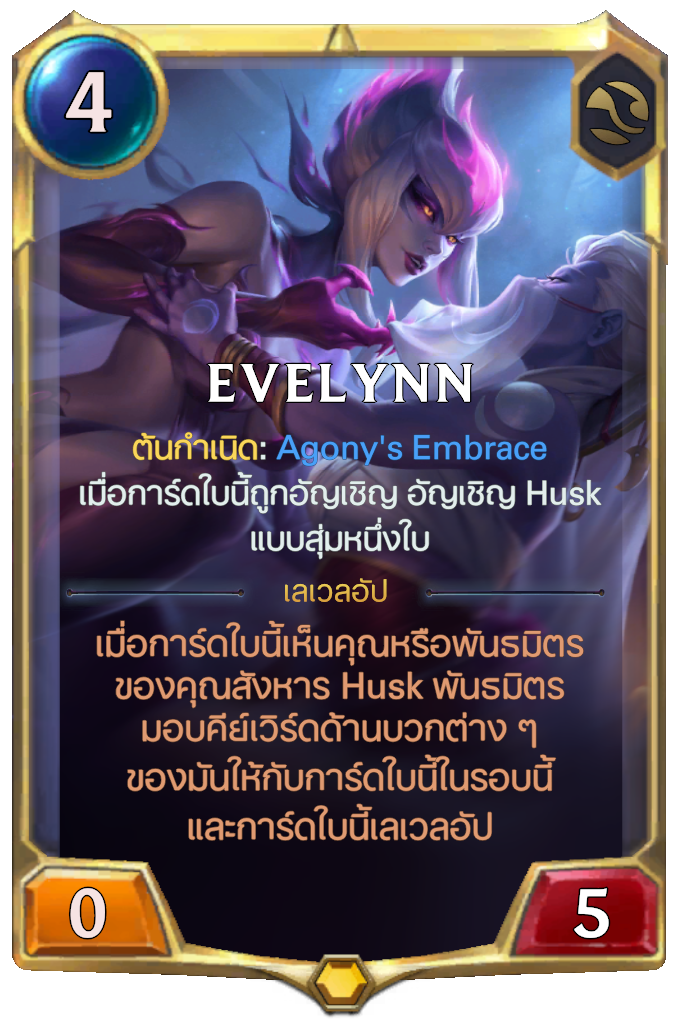 4
EVELYNN
ต้นกำเนิด: Agony's Embrace
เมื่อการ์ดใบนี้ถูกอัญเชิญ อัญเชิญ Husk
แบบสุ่มหนึ่งใบ
เลเวลอัป
เมื่อการ์ดใบนี้เห็นคุณหรือพันธมิตร
ของคุณสังหาร Husk พันธมิตร
มอบคีย์เวิร์ดด้านบวกต่าง ๆ
ของมันให้กับการ์ดใบนี้ในรอบนี้
และการ์ดใบนี้เลเวลอัป
0
5